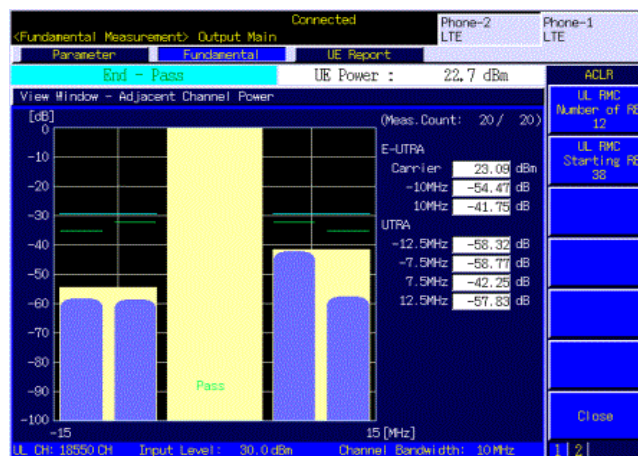 Connected
Phone-2 Phone-1
<Fundamental Measurement> Output Main LTE LTE
Parameter Fundamental UE Report
End - Pass UE Power : 22.7 dBm ACLR
View Window - Adjacent Channel Power
UL RMC
Number of RB
12
UL RMC
Starting RB
38
[dB] (Meas.Count: 20/ 20)
0
-10
-20
-30
-40
-50
-60
-70
-80
-90
-100
E-UTRA
Carrier 23.09 dBm
-10MHz -54.47 dB
10MHz -41.75 dB
UTRA
-12.5MHz -58.32 dB
-7.5MHz -58.77 dB
7.5MHz -42.25 dB
12.5MHz -57.83 dB
Pass
Close
-15 15 [MHz]
UL CH: 18550 CH Input Level: 30.0 dBm Channel Bandwidth: 10 MHz 1 2